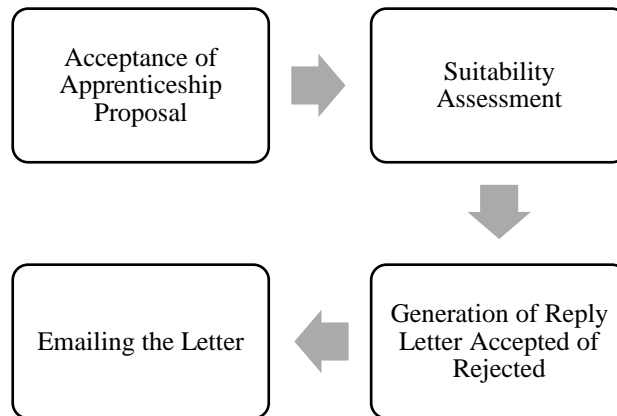 Acceptance of
Apprenticeship
Proposal
Suitability
Assessment
Generation of Reply
Letter Accepted of
Rejected
Emailing the Letter